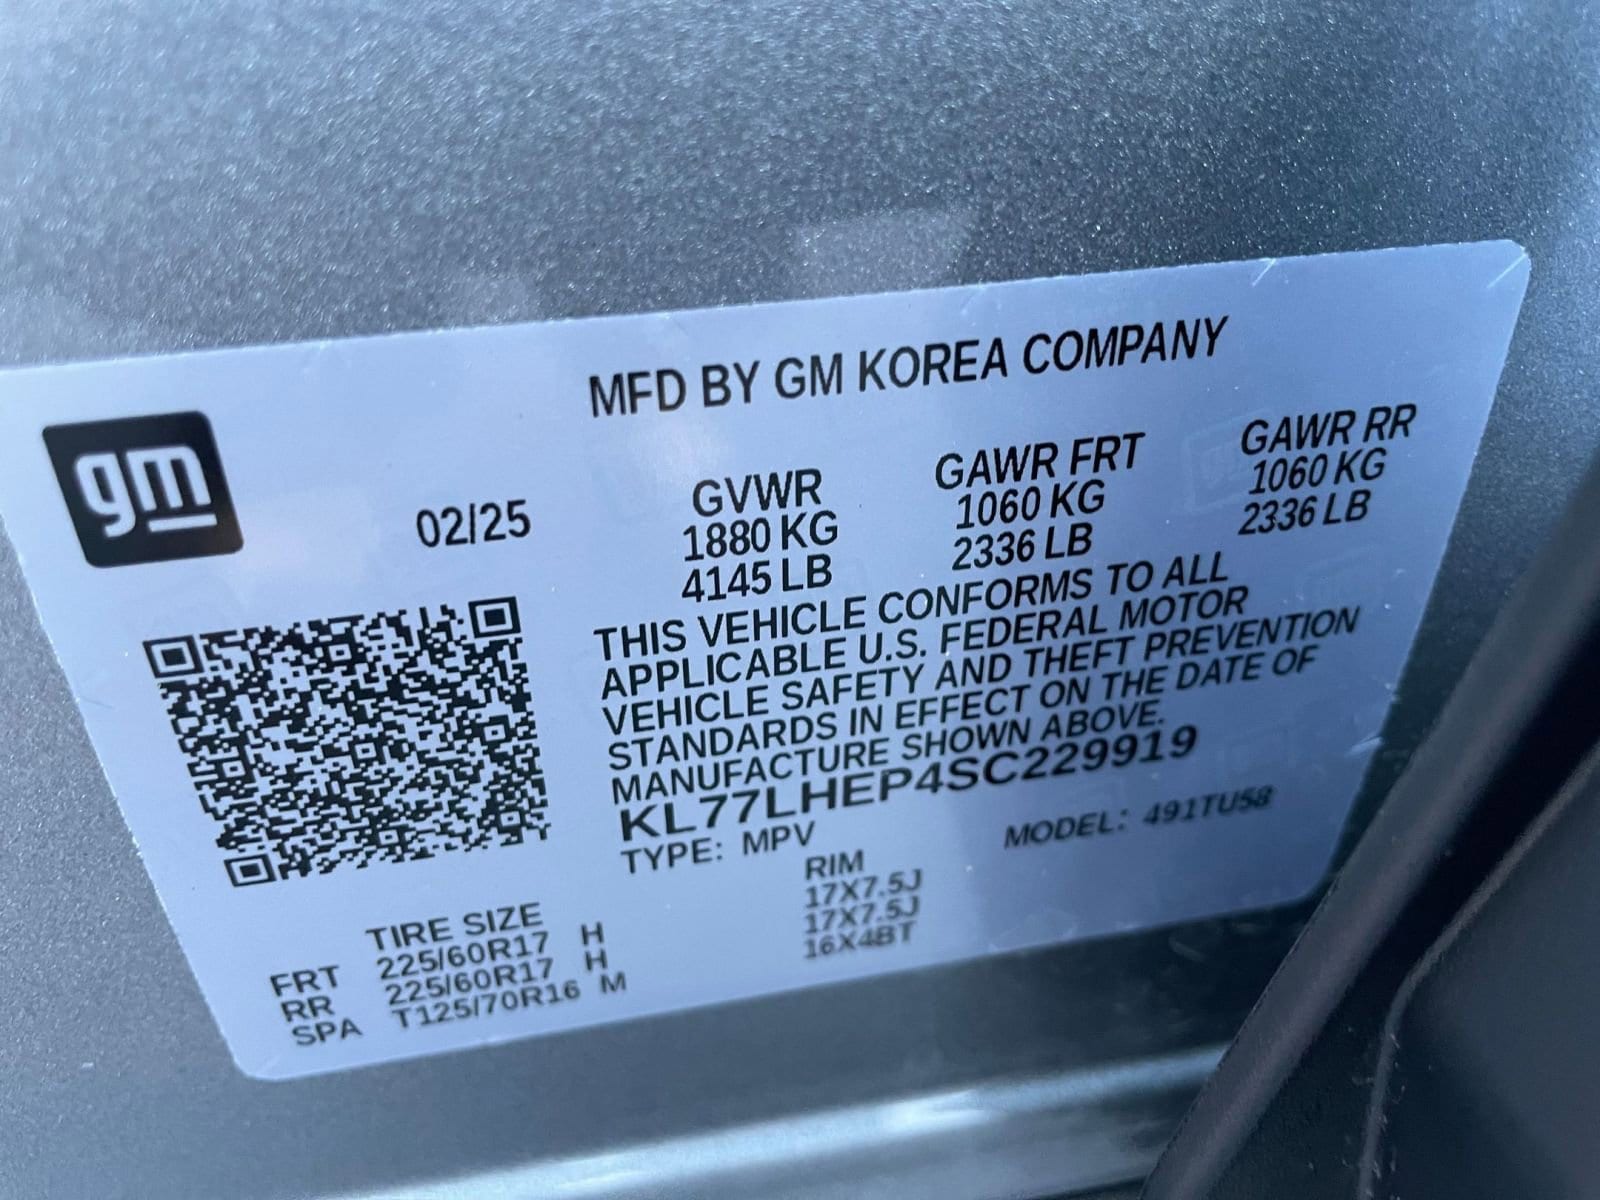 MFD BY GM KOREA COMPANY
gm
02/25
GVWR GAWR FRT GAWR RR
1880 KG 1060 KG 1060 KG
4145 LB 2336 LB 2336 LB
THIS VEHICLE CONFORMS TO ALL
APPLICABLE U.S. FEDERAL MOTOR
VEHICLE SAFETY AND THEFT PREVENTION
STANDARDS IN EFFECT ON THE DATE OF
MANUFACTURE SHOWN ABOVE.
KL77LHEP4SC229919
TYPE: MPV MODEL: 491TU58
TIRE SIZE RIM
FRT 225/60R17 H 17X7.5J
RR 225/60R17 H 17X7.5J
SPA T125/70R16 M 16X4BT